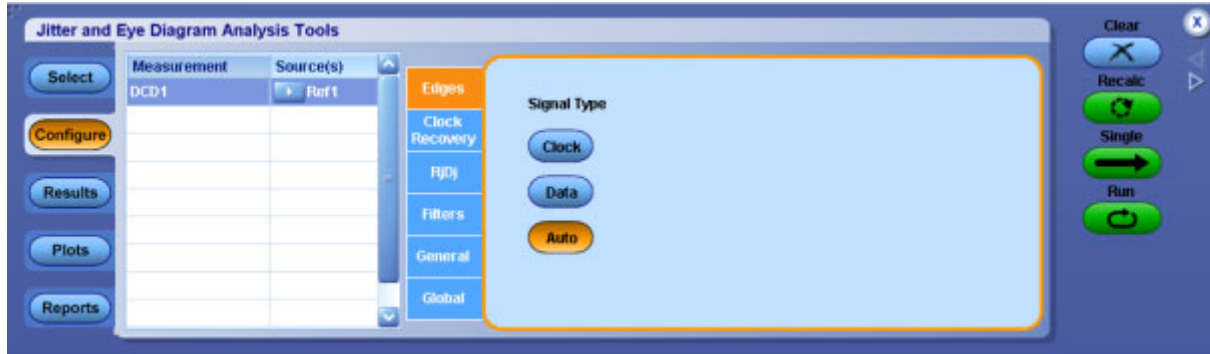 Jitter and Eye Diagram Analysis Tools
Clear
Select
Measurement Source(s)
DCD1 Ref1
Edges
Signal Type
Recalc
Configure
Clock
Recovery
Clock
Single
RjDj
Results
Data
Run
Filters
Plots
Auto
General
Reports
Global